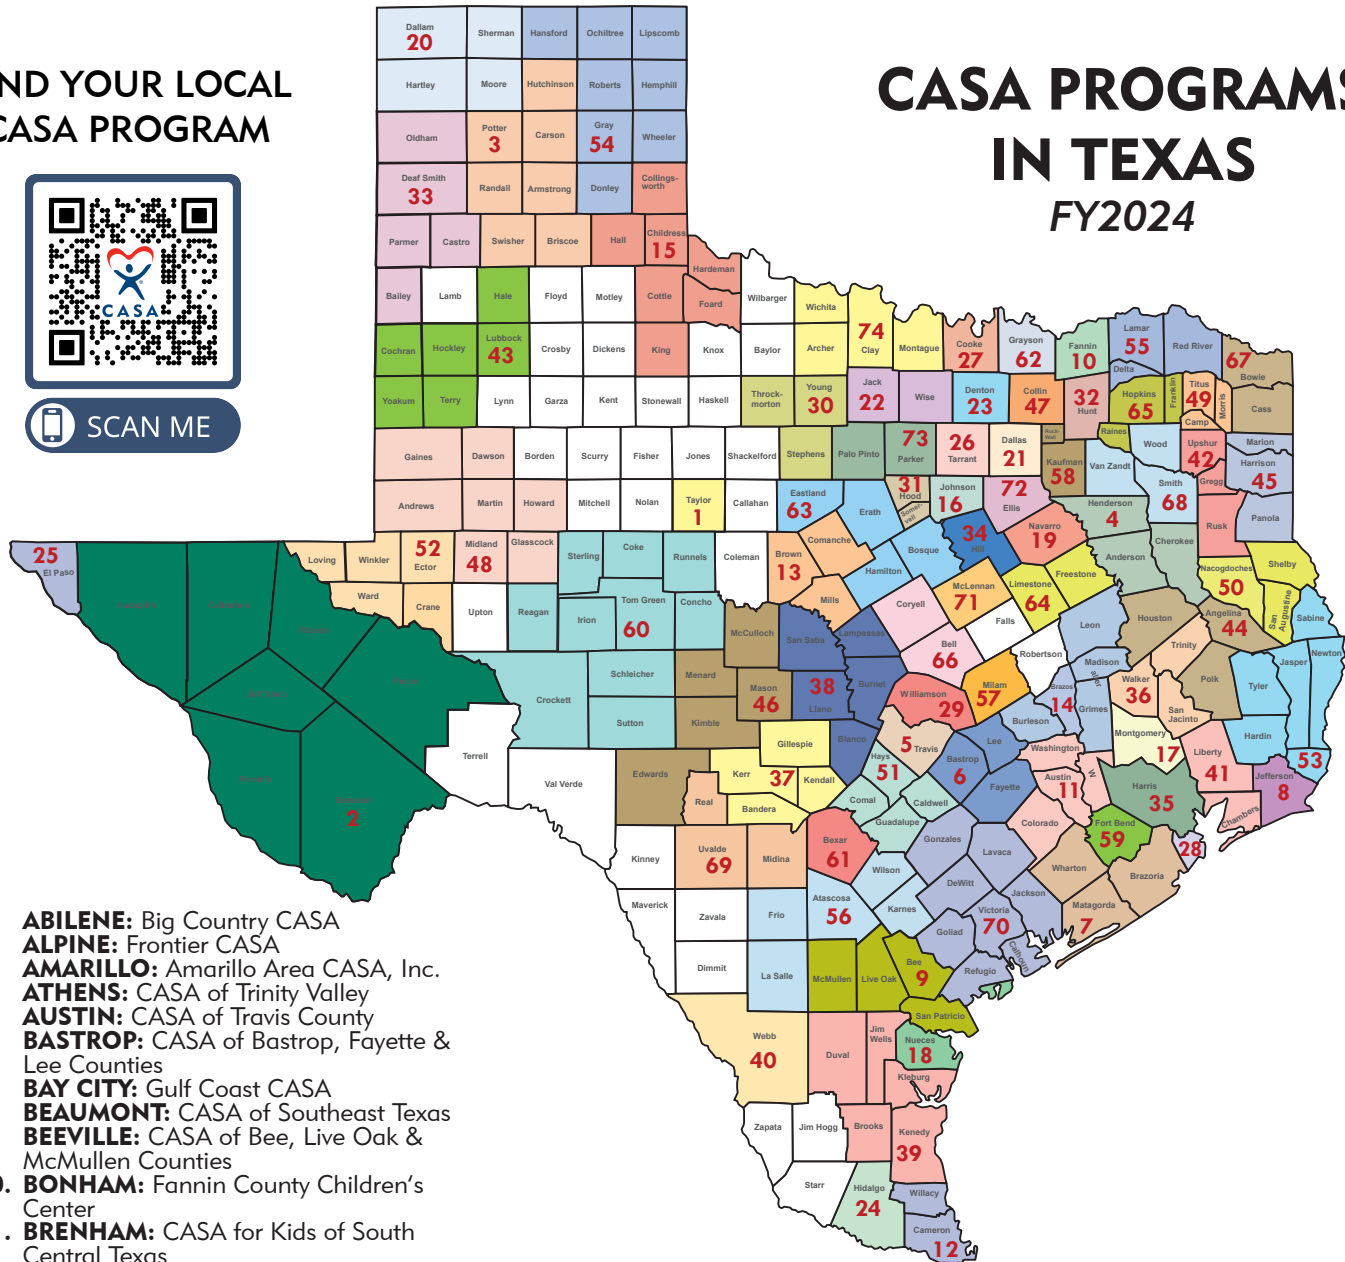 ND YOUR LOCAL
CASA PROGRAM
CASA
SCAN ME
CASA PROGRAMS
IN TEXAS
FY2024
Dallam
20
Sherman
Hansford
Ochiltree
Lipscomb
Hartley
Moore
Hutchinson
Roberts
Hemphill
Oldham
Potter
3
Carson
Gray
54
Wheeler
Deaf Smith
33
Randall
Armstrong
Donley
Collings-
worth
Parmer
Castro
Swisher
Briscoe
Hall
Childress
15
Hardeman
Bailey
Lamb
Hale
Floyd
Motley
Cottle
Foard
Wilbarger
Wichita
74
Clay
Montague
Cooke
27
Grayson
62
Fannin
10
Lamar
55
Red River
67
Bowie
Cochran
Hockley
Lubbock
43
Crosby
Dickens
King
Knox
Baylor
Archer
Delta
Yoakum
Terry
Lynn
Garza
Kent
Stonewall
Haskell
Throck-
morton
Young
30
Jack
22
Wise
Denton
23
Collin
47
32
Hunt
Hopkins
65
Franklin
Titus
49
Morris
Cass
Camp
Gaines
Dawson
Borden
Scurry
Fisher
Jones
Shackelford
Stephens
Palo Pinto
73
Parker
26
Tarrant
Dallas
21
Rock-
Wall
Kaufman
58
Raines
Van Zandt
Wood
Upshur
42
Gregg
Marion
Harrison
45
Andrews
Martin
Howard
Mitchell
Nolan
Taylor
1
Callahan
Eastland
63
Erath
31
Hood
Somer-
vell
Johnson
16
72
Ellis
Henderson
4
Smith
68
Rusk
Panola
25
El Paso
Loving
Winkler
52
Ector
Midland
48
Glasscock
Sterling
Coke
Runnels
Coleman
Brown
13
Comanche
Bosque
34
Hill
Navarro
19
Anderson
Cherokee
Nacogdoches
50
Shelby
Ward
Crane
Upton
Reagan
Irion
Tom Green
60
Concho
Mills
Hamilton
McLennan
71
Limestone
64
Freestone
Coryell
Falls
Leon
Houston
Angelina
44
San
Augustine
Sabine
McCulloch
San Saba
Lampassas
Bell
66
Robertson
Madison
Trinity
Jasper
Newton
Crockett
Schleicher
Menard
Mason
46
38
Llano
Burnet
Williamson
29
Milam
57
Brazos
14
Grimes
Walker
36
San
Jacinto
Polk
Tyler
Sutton
Kimble
Gillespie
Blanco
5
Travis
Burleson
Lee
Washington
Montgomery
17
Liberty
41
Hardin
53
Terrell
Val Verde
Edwards
Kerr
37
Kendall
Hays
51
Bastrop
6
Fayette
Austin
11
W
Harris
35
Jefferson
8
Chambers
Brewster
2
Real
Bandera
Comal
Caldwell
Guadalupe
Colorado
Fort Bend
59
28
Kinney
Uvalde
69
Midina
Bexar
61
Wilson
Gonzales
Lavaca
Wharton
Brazoria
Maverick
Zavala
Frio
Atascosa
56
Karnes
DeWitt
Jackson
Matagorda
7
Victoria
70
Goliad
Calhoun
Dimmit
La Salle
McMullen
Live Oak
Bee
9
Refugio
San Patricio
Webb
40
Duval
Jim
Wells
Nueces
18
Kleburg
Zapata
Jim Hogg
Brooks
Kenedy
39
Starr
Hidalgo
24
Willacy
Cameron
12
ABILENE: Big Country CASA
ALPINE: Frontier CASA
AMARILLO: Amarillo Area CASA, Inc.
ATHENS: CASA of Trinity Valley
AUSTIN: CASA of Travis County
BASTROP: CASA of Bastrop, Fayette &
Lee Counties
BAY CITY: Gulf Coast CASA
BEAUMONT: CASA of Southeast Texas
BEEVILLE: CASA of Bee, Live Oak &
McMullen Counties
0. BONHAM: Fannin County Children's
Center
. BRENHAM: CASA for Kids of South
Central Texas